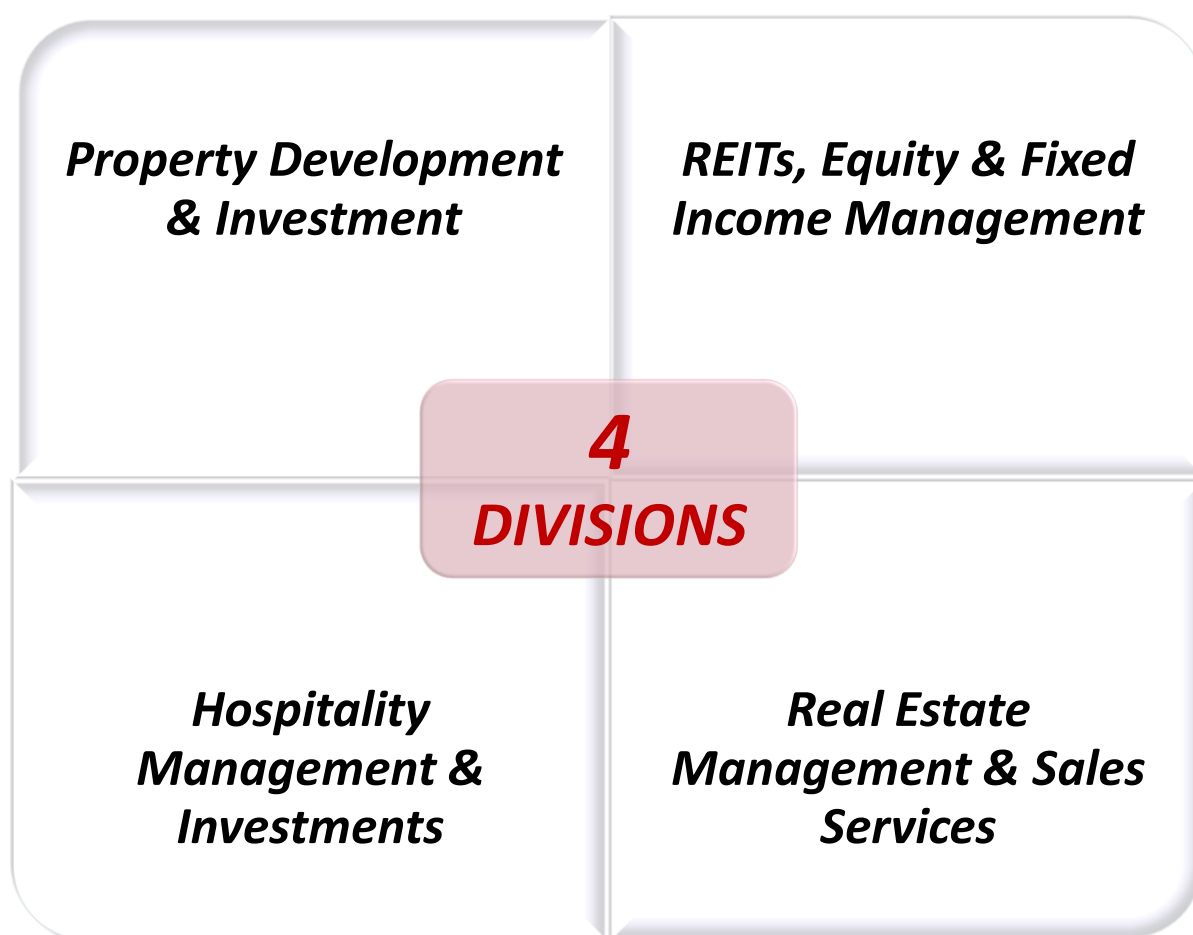 Property Development
& Investment
REITs, Equity & Fixed
Income Management
4
DIVISIONS
Hospitality
Management &
Investments
Real Estate
Management & Sales
Services